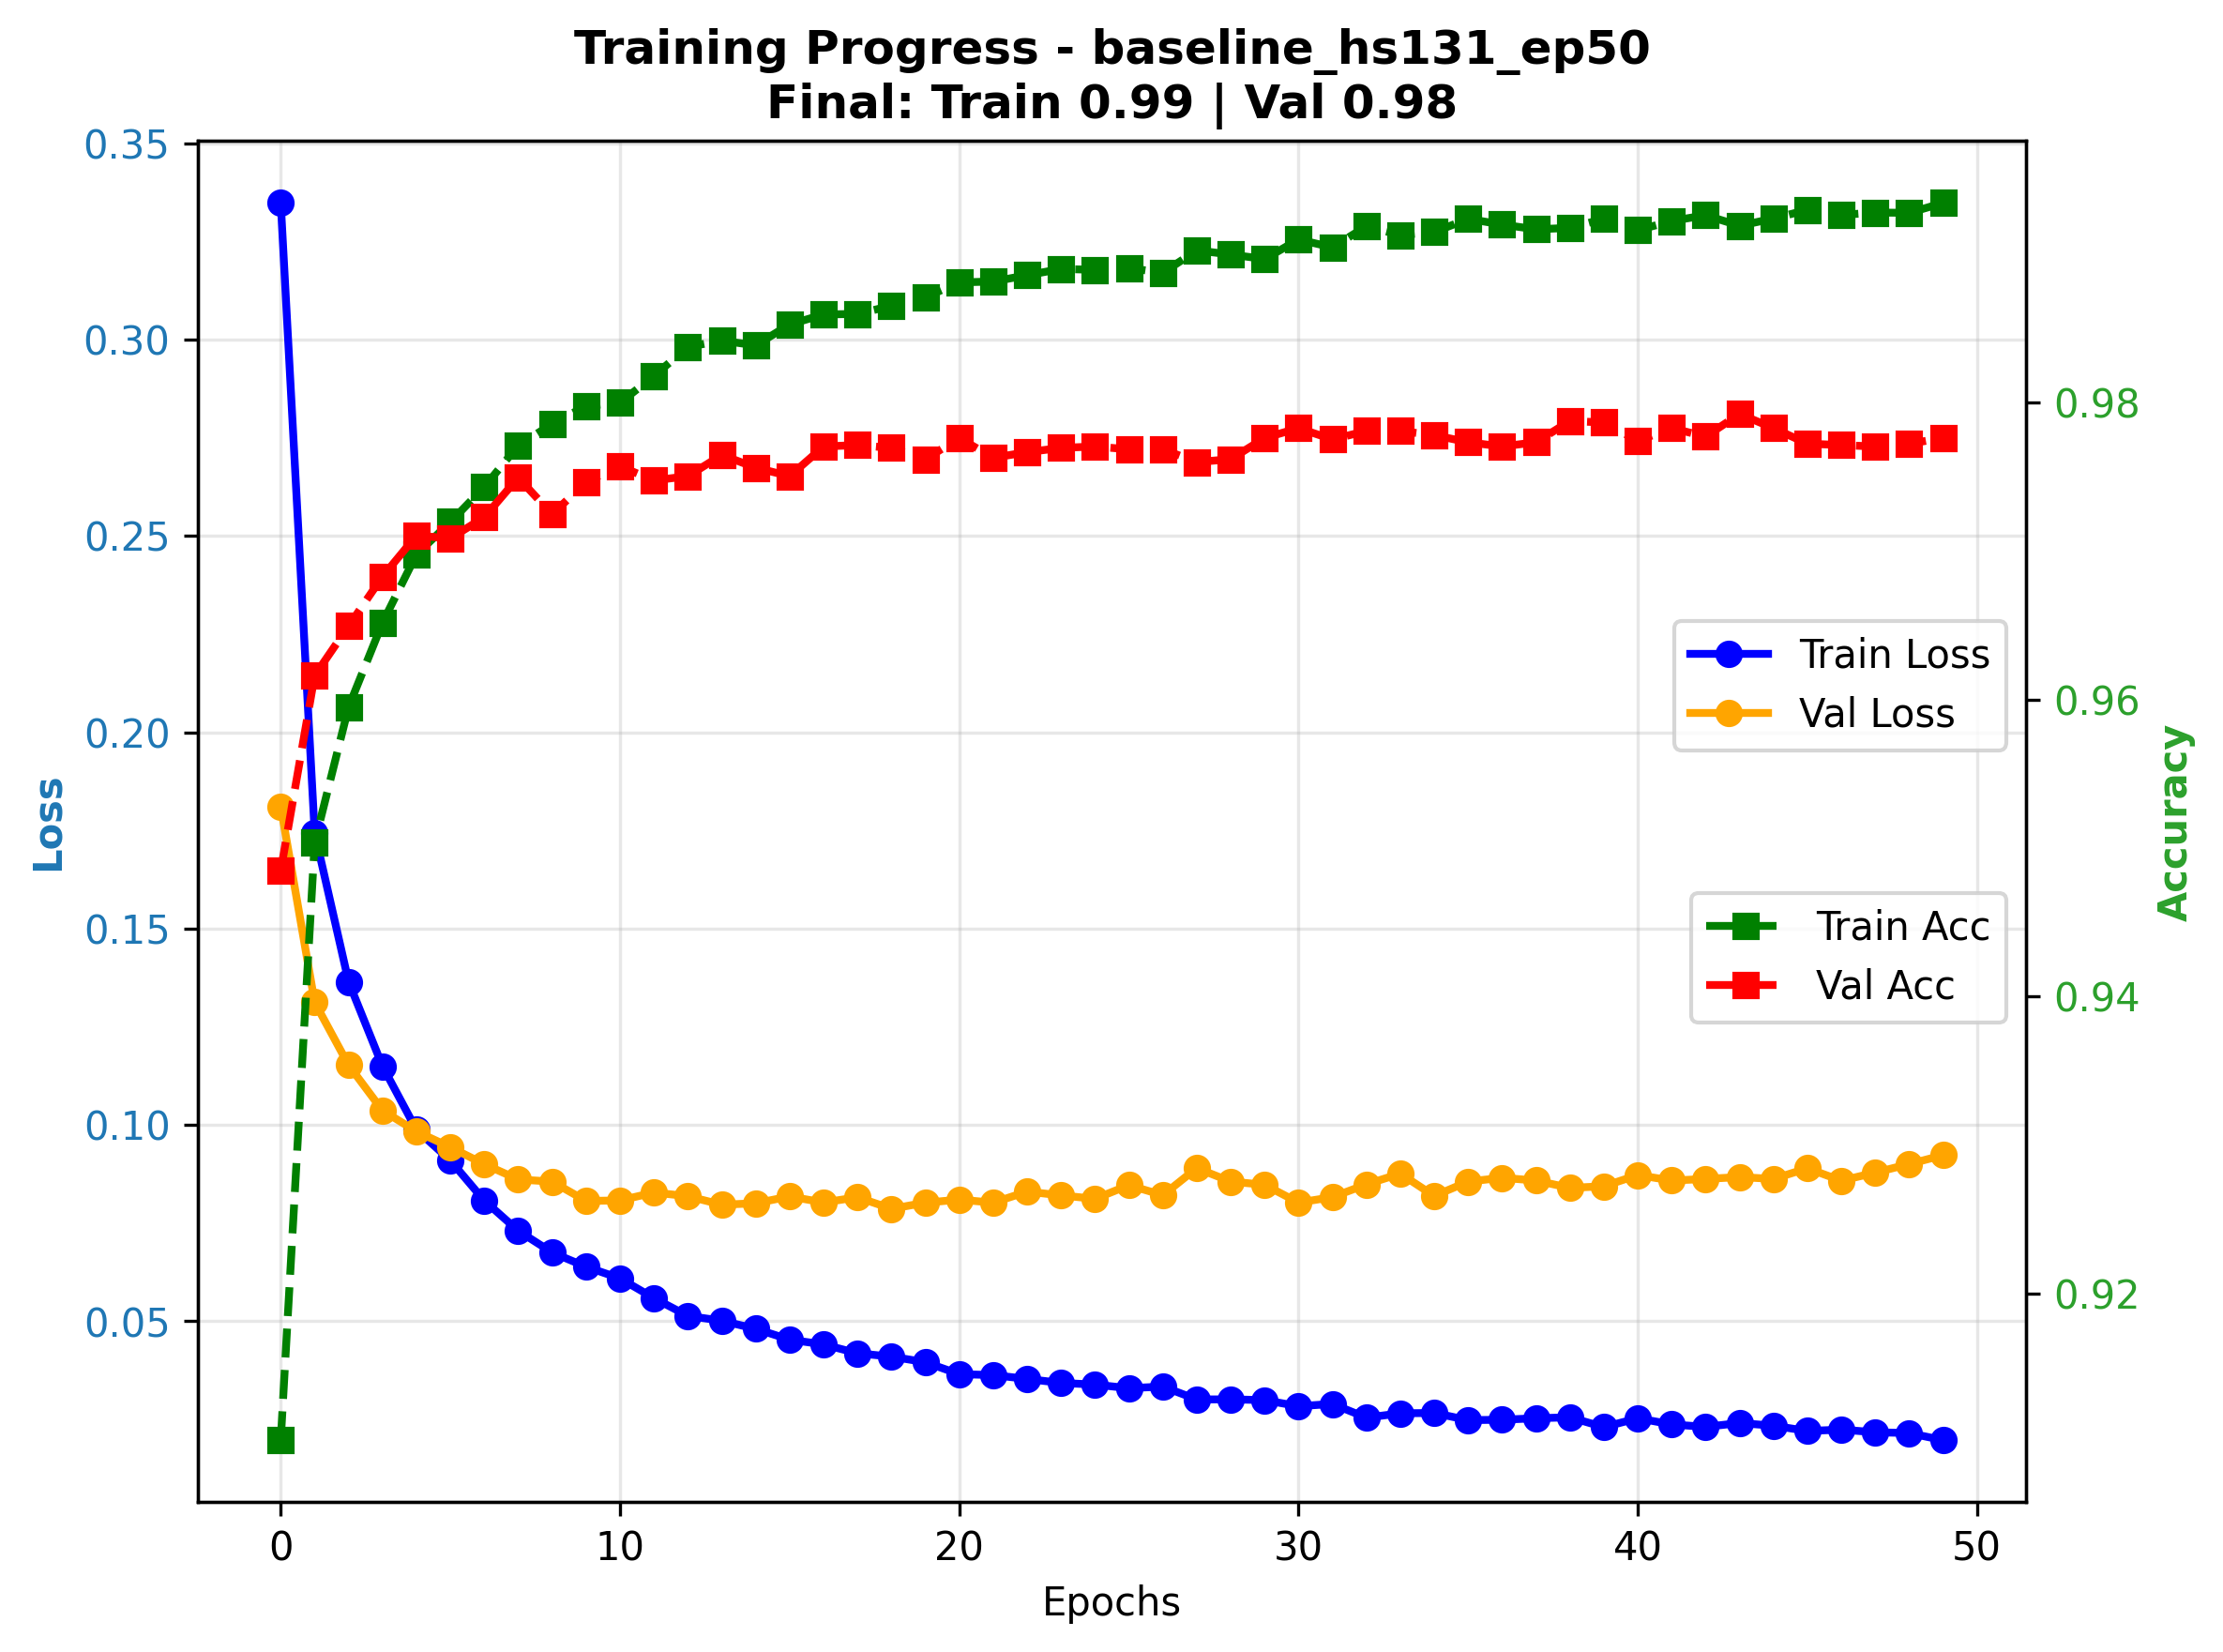 Training Progress - baseline_hs131_ep50
Final: Train 0.99 | Val 0.98
0.35
0.30
0.25
0.20
0.15
0.10
0.05
Loss
0.98
0.96
0.94
0.92
Accuracy
Train Loss
Val Loss
Train Acc
Val Acc
0 10 20 30 40 50
Epochs